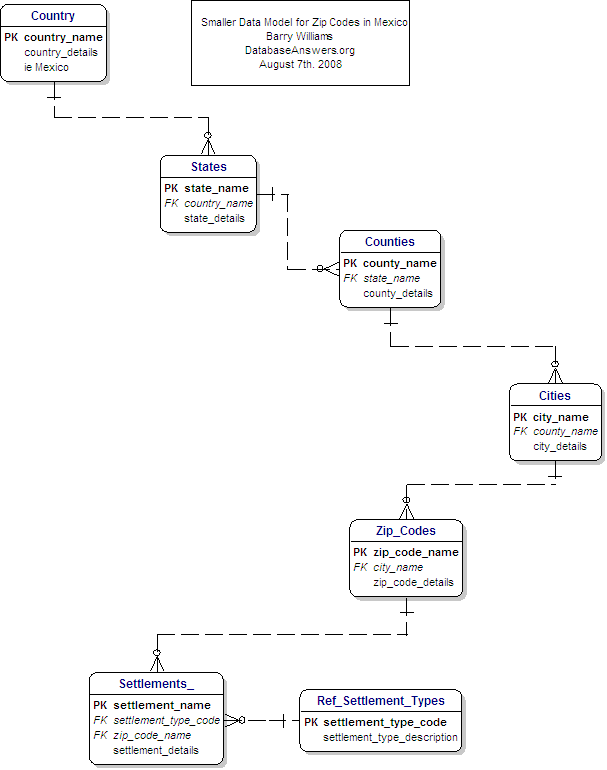 Country
PK country_name
country_details
ie Mexico
Smaller Data Model for Zip Codes in Mexico
Barry Williams
DatabaseAnswers.org
August 7th. 2008
States
PK state_name
FK country_name
state_details
Counties
PK county_name
FK state_name
county_details
Cities
PK city_name
FK county_name
city_details
Zip_Codes
PK zip_code_name
FK city_name
zip_code_details
Settlements_
PK settlement_name
FK settlement_type_code
FK zip_code_name
settlement_details
Ref_Settlement_Types
PK settlement_type_code
settlement_type_description